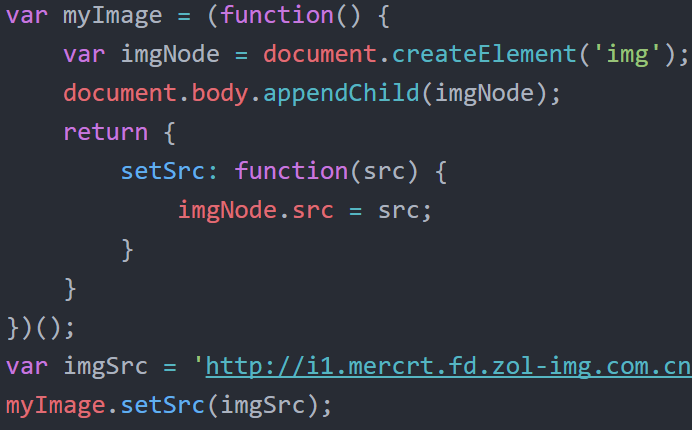 var myImage = (function() {
    var imgNode = document.createElement('img');
    document.body.appendChild(imgNode);
    return {
        setSrc: function(src) {
            imgNode.src = src;
        }
    }
})();
var imgSrc = 'http://i1.mercrt.fd.zol-img.com.cn
myImage.setSrc(imgSrc);